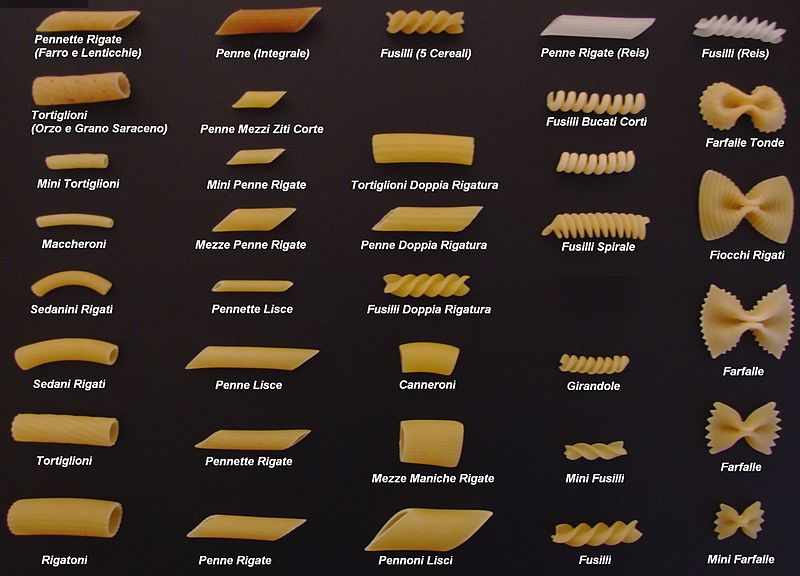 Pennette Rigate
(Farro e Lenticchie)
Penne (Integrale)
Fusilli (5 Cereali)
Penne Rigate (Reis)
Fusilli (Reis)
Tortiglioni
(Orzo e Grano Saraceno)
Penne Mezzi Ziti Corte
Fusilli Bucati Corti
Farfalle Tonde
Mini Tortiglioni
Mini Penne Rigate
Tortiglioni Doppia Rigatura
Maccheroni
Mezze Penne Rigate
Penne Doppia Rigatura
Fusilli Spirale
Fiocchi Rigati
Sedanini Rigati
Pennette Lisce
Fusilli Doppia Rigatura
Sedani Rigati
Penne Lisce
Canneroni
Girandole
Farfalle
Tortiglioni
Pennette Rigate
Mezze Maniche Rigate
Mini Fusilli
Farfalle
Rigatoni
Penne Rigate
Pennoni Lisci
Fusilli
Mini Farfalle